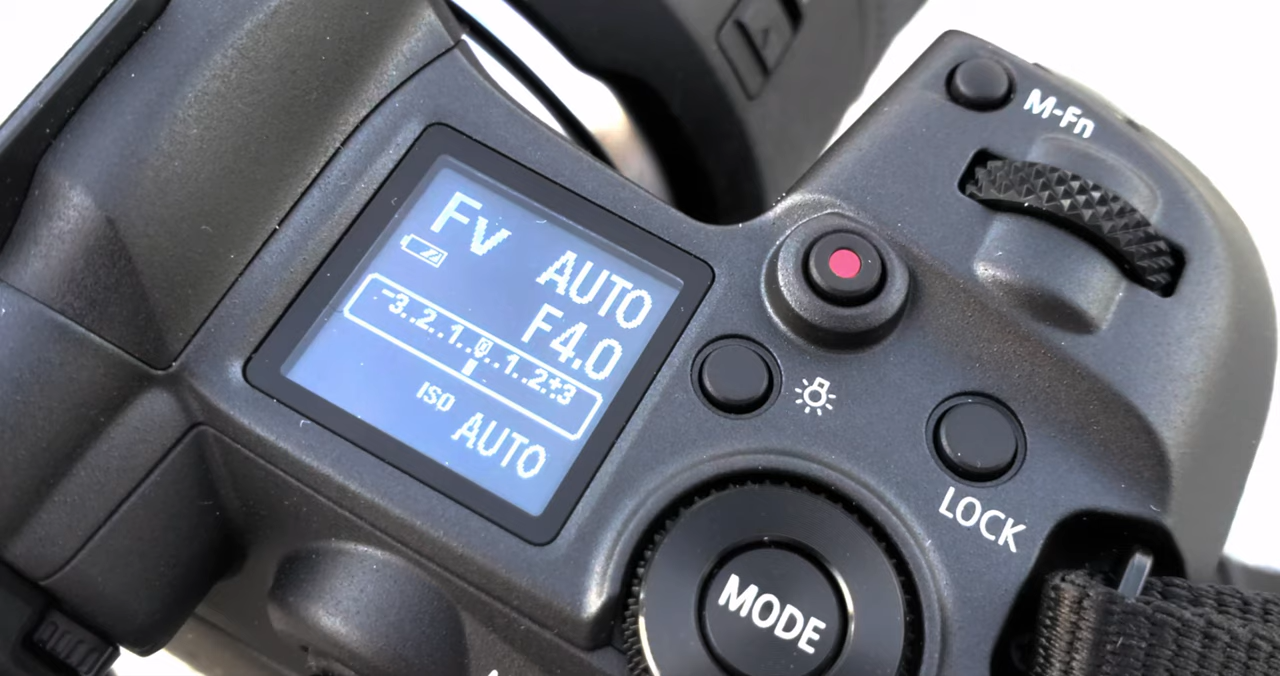 Fv AUTO
F4.0
-3..2..1..0..1..2..+3
ISO
AUTO
M-Fn
LOCK
MODE